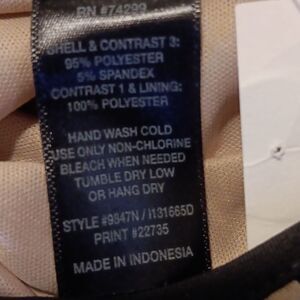 RN #74299
SHELL & CONTRAST 3:
95% POLYESTER
5% SPANDEX
CONTRAST 1 & LINING:
100% POLYESTER
HAND WASH COLD
USE ONLY NON-CHLORINE
BLEACH WHEN NEEDED
TUMBLE DRY LOW
OR HANG DRY
STYLE #9847N / I131665D
PRINT #22735
MADE IN INDONESIA